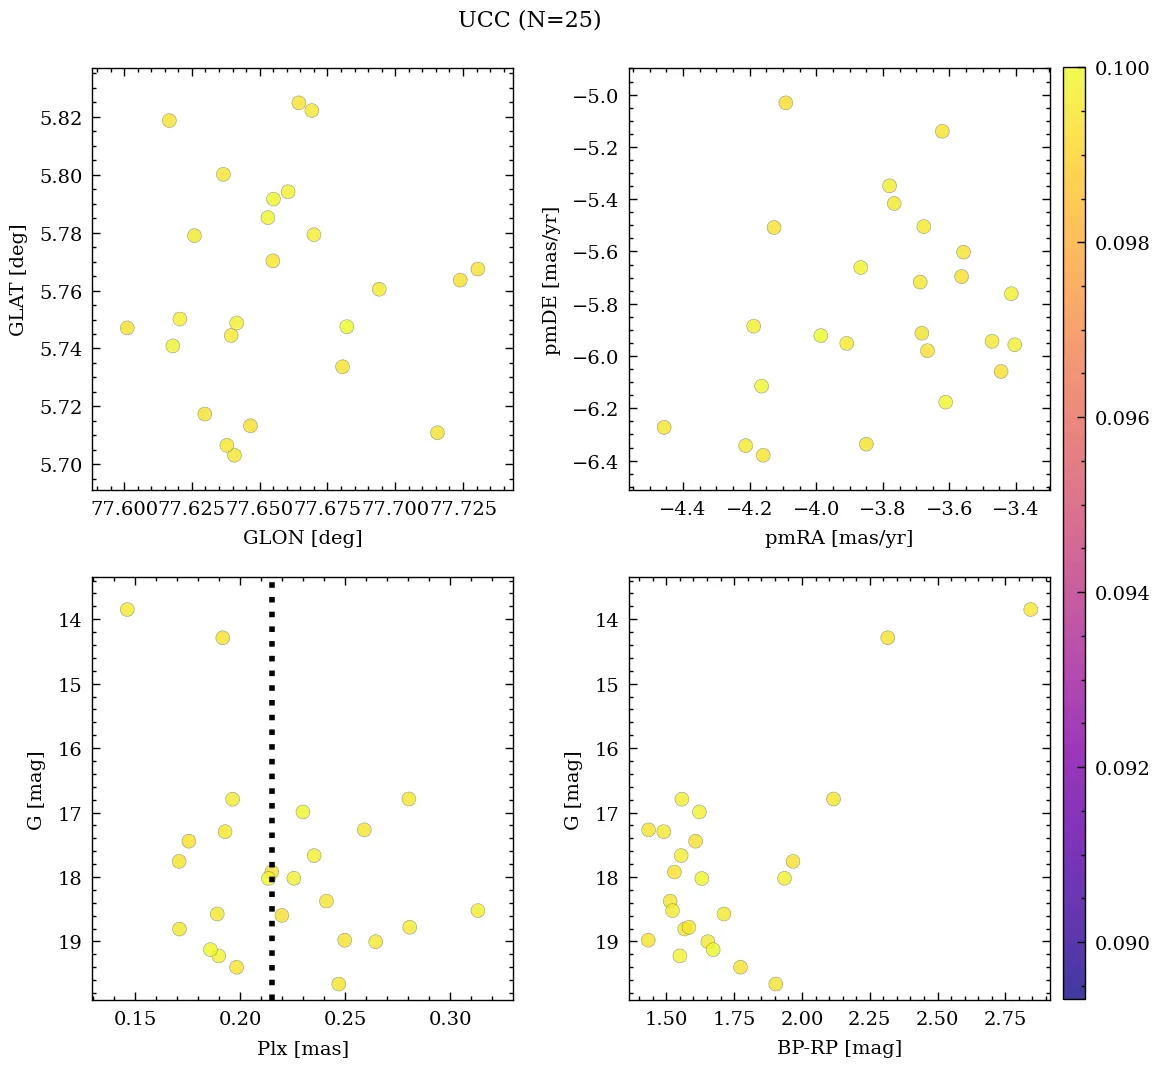 UCC (N=25)
5.82
5.80
5.78
5.76
5.74
5.72
5.70
GLAT [deg]
77.600 77.625 77.650 77.675 77.700 77.725
GLON [deg]
−5.0
−5.2
−5.4
−5.6
−5.8
−6.0
−6.2
−6.4
pmDE [mas/yr]
−4.4 −4.2 −4.0 −3.8 −3.6 −3.4
pmRA [mas/yr]
14
15
16
17
18
19
G [mag]
0.15 0.20 0.25 0.30
Plx [mas]
14
15
16
17
18
19
G [mag]
1.50 1.75 2.00 2.25 2.50 2.75
BP-RP [mag]
0.100
0.098
0.096
0.094
0.092
0.090